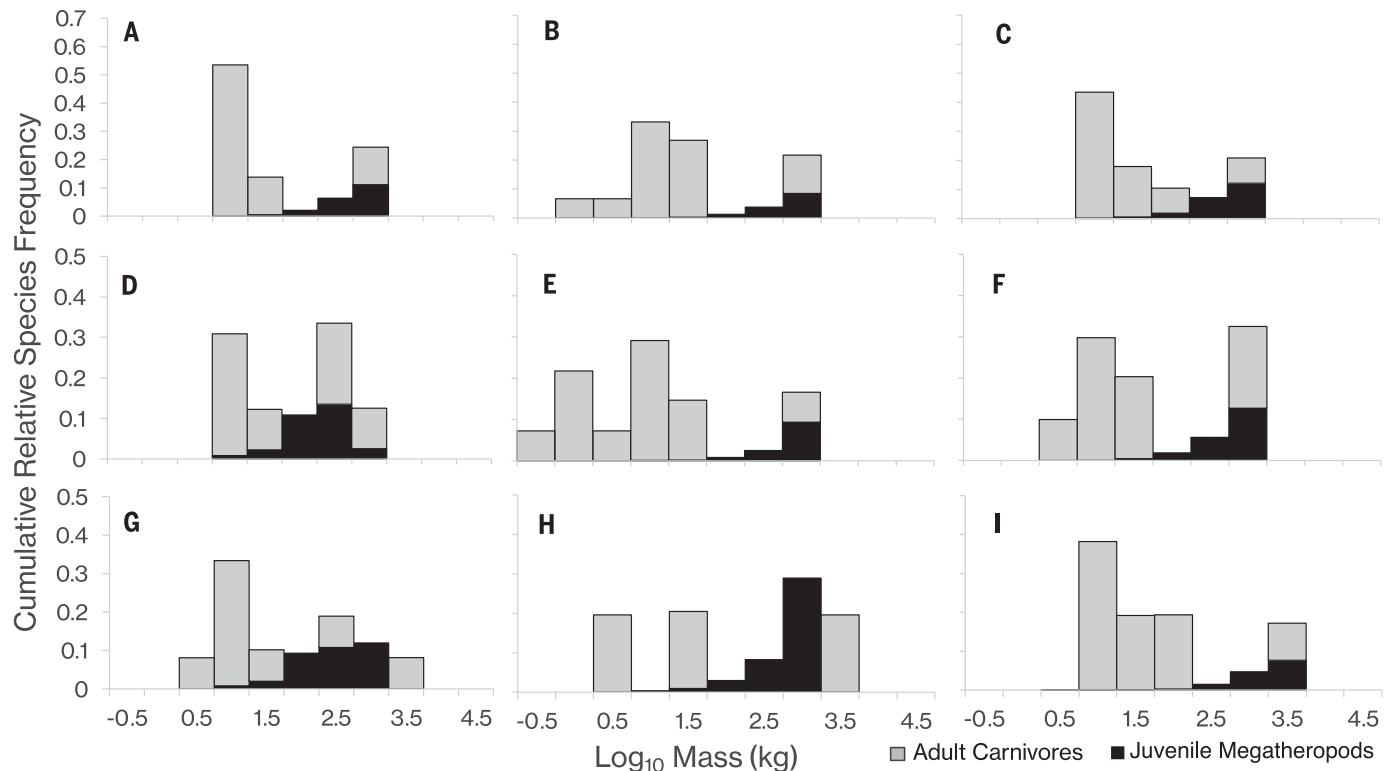 A
B
C
0.7
0.6
0.5
0.4
0.3
0.2
0.1
0
D
E
F
0.5
0.4
0.3
0.2
0.1
0
G
H
I
0.5
0.4
0.3
0.2
0.1
0
Cumulative Relative Species Frequency
-0.5 0.5 1.5 2.5 3.5 4.5
-0.5 0.5 1.5 2.5 3.5 4.5
-0.5 0.5 1.5 2.5 3.5 4.5
Log10 Mass (kg)
Adult Carnivores
Juvenile Megatheropods